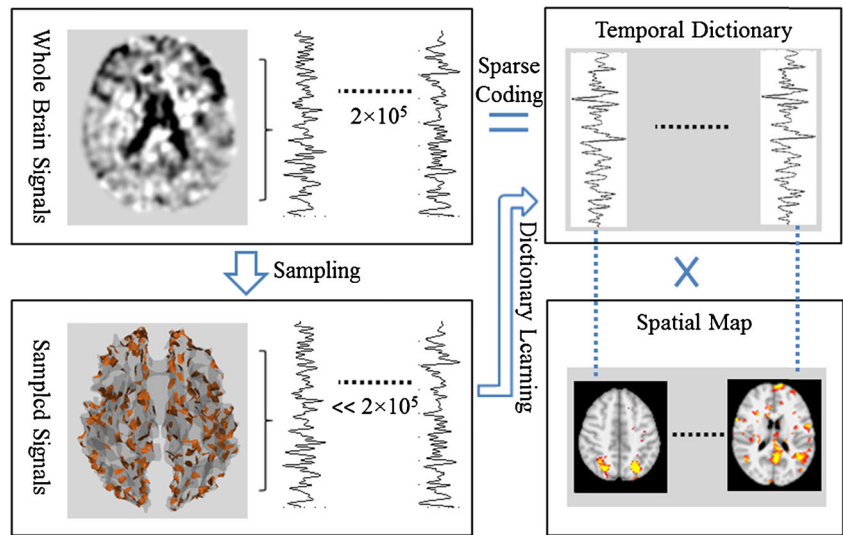 Whole Brain Signals
2×10⁵
Sparse
Coding
Temporal Dictionary
Sampling
Dictionary Learning
Sampled Signals
<< 2×10⁵
Spatial Map